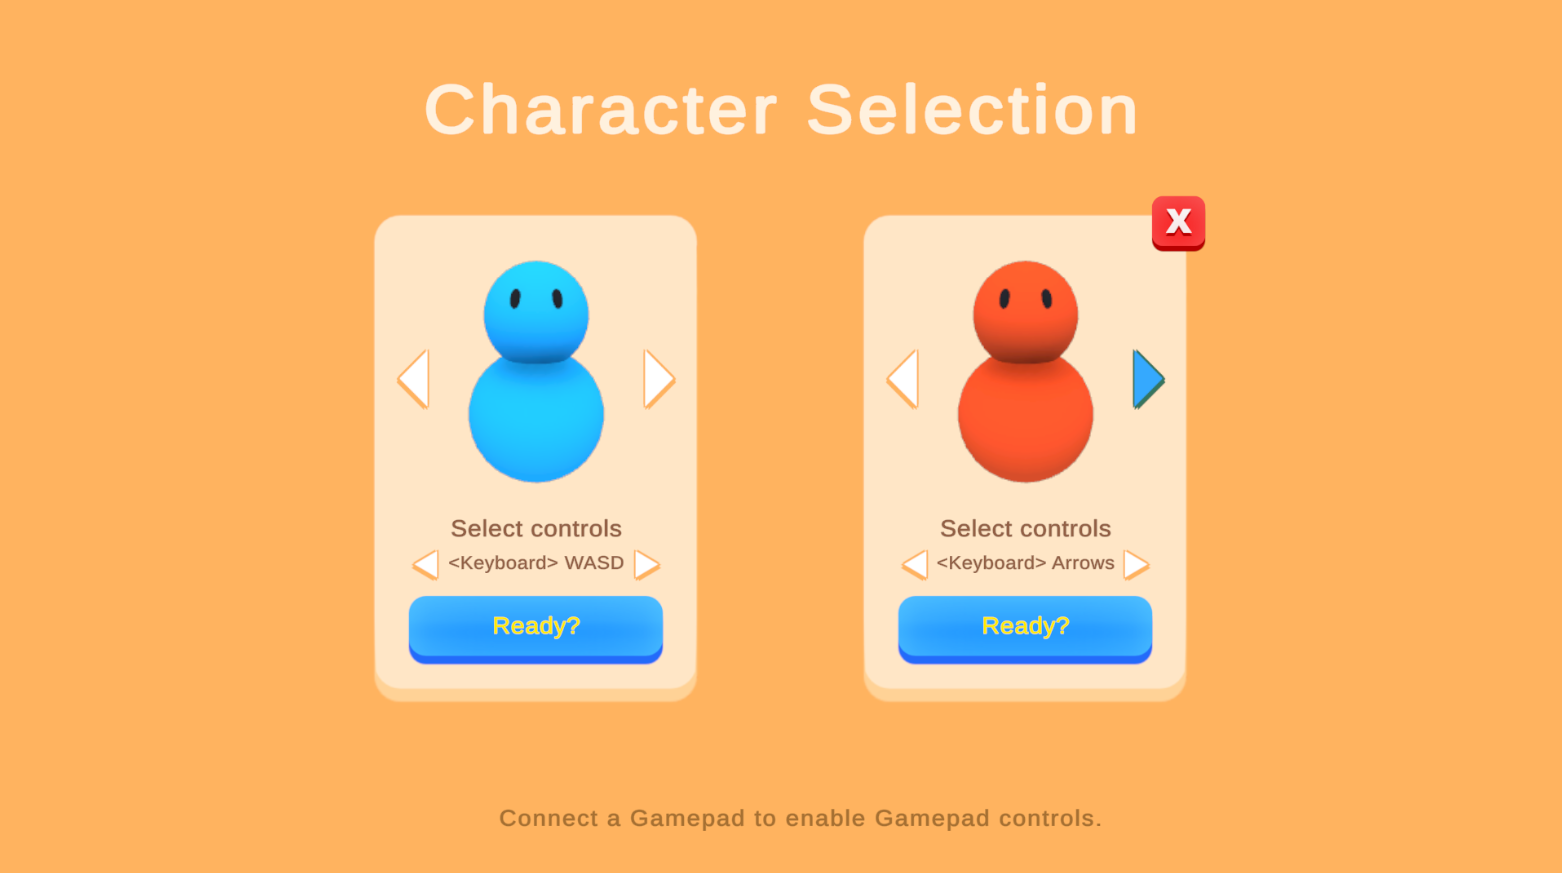 Character Selection
X
Select controls
<Keyboard> WASD
Ready?
Select controls
<Keyboard> Arrows
Ready?
Connect a Gamepad to enable Gamepad controls.